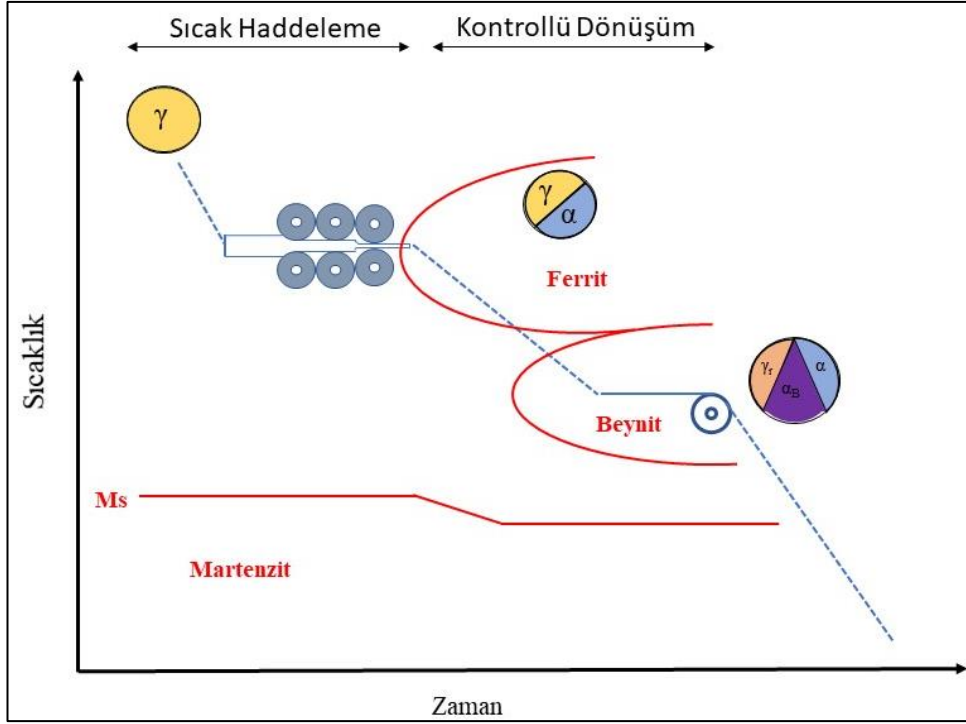 Sıcak Haddeleme
Kontrollü Dönüşüm
γ
γ
α
Ferrit
Sıcaklık
γr
αB
α
Beynit
Ms
Martenzit
Zaman